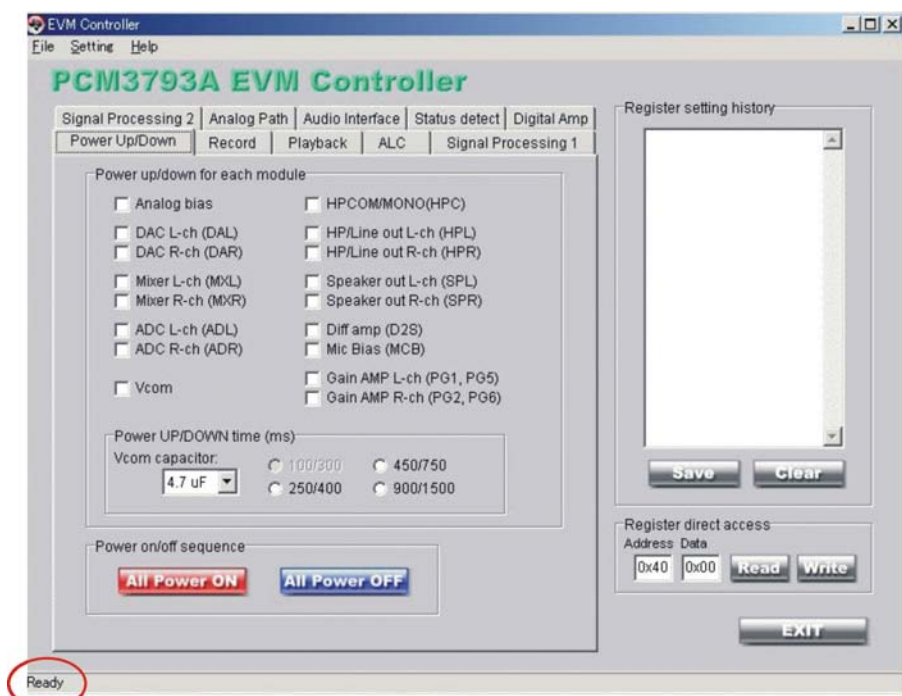 EVM Controller
File Setting Help
PCM3793A EVM Controller
Signal Processing 2 Analog Path Audio Interface Status detect Digital Amp
Power Up/Down Record Playback ALC Signal Processing 1
Power up/down for each module
Analog bias HPCOM/MONO(HPC)
DAC L-ch (DAL) HP/Line out L-ch (HPL)
DAC R-ch (DAR) HP/Line out R-ch (HPR)
Mixer L-ch (MXL) Speaker out L-ch (SPL)
Mixer R-ch (MXR) Speaker out R-ch (SPR)
ADC L-ch (ADL) Diff amp (D2S)
ADC R-ch (ADR) Mic Bias (MCB)
Vcom Gain AMP L-ch (PG1, PG5)
Gain AMP R-ch (PG2, PG6)
Power UP/DOWN time (ms)
Vcom capacitor: 100/300 450/750
4.7 uF 250/400 900/1500
Power on/off sequence
All Power ON All Power OFF
Register setting history
Save Clear
Register direct access
Address Data
0x40 0x00 Read Write
EXIT
Ready